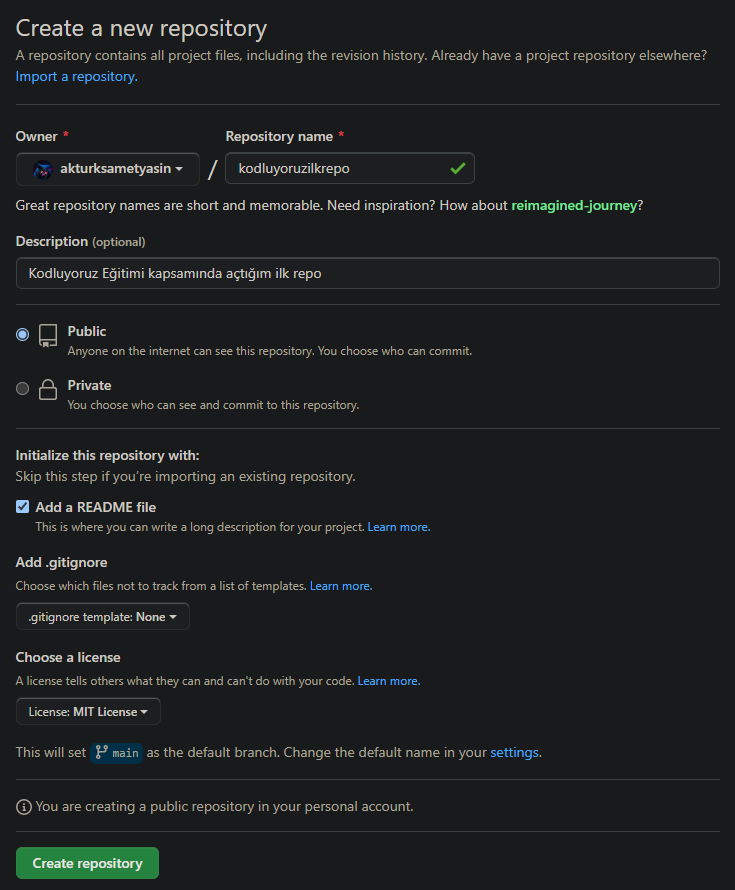 Create a new repository
A repository contains all project files, including the revision history. Already have a project repository elsewhere?
Import a repository.
Owner * Repository name *
aktursametyasin / kodluyoruzilkrepo
Great repository names are short and memorable. Need inspiration? How about reimagined-journey?
Description (optional)
Kodluyoruz Eğitimi kapsamında açtığım ilk repo
Public
Anyone on the internet can see this repository. You choose who can commit.
Private
You choose who can see and commit to this repository.
Initialize this repository with:
Skip this step if you're importing an existing repository.
Add a README file
This is where you can write a long description for your project. Learn more.
Add .gitignore
Choose which files not to track from a list of templates. Learn more.
.gitignore template: None
Choose a license
A license tells others what they can and can't do with your code. Learn more.
License: MIT License
This will set main as the default branch. Change the default name in your settings.
You are creating a public repository in your personal account.
Create repository